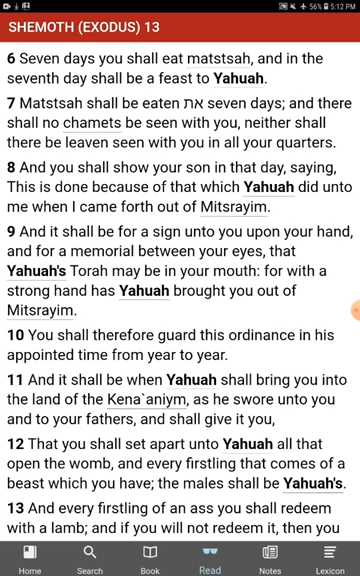 56% 5:12 PM
SHEMOTH (EXODUS) 13
6 Seven days you shall eat matstsah, and in the
seventh day shall be a feast to Yahuah.
7 Matstsah shall be eaten את seven days; and there
shall no chamets be seen with you, neither shall
there be leaven seen with you in all your quarters.
8 And you shall show your son in that day, saying,
This is done because of that which Yahuah did unto
me when I came forth out of Mitsrayim.
9 And it shall be for a sign unto you upon your hand,
and for a memorial between your eyes, that
Yahuah's Torah may be in your mouth: for with a
strong hand has Yahuah brought you out of
Mitsrayim.
10 You shall therefore guard this ordinance in his
appointed time from year to year.
11 And it shall be when Yahuah shall bring you into
the land of the Kena`aniym, as he swore unto you
and to your fathers, and shall give it you,
12 That you shall set apart unto Yahuah all that
open the womb, and every firstling that comes of a
beast which you have; the males shall be Yahuah's.
13 And every firstling of an ass you shall redeem
with a lamb; and if you will not redeem it, then you
Home Search Book Read Notes Lexicon